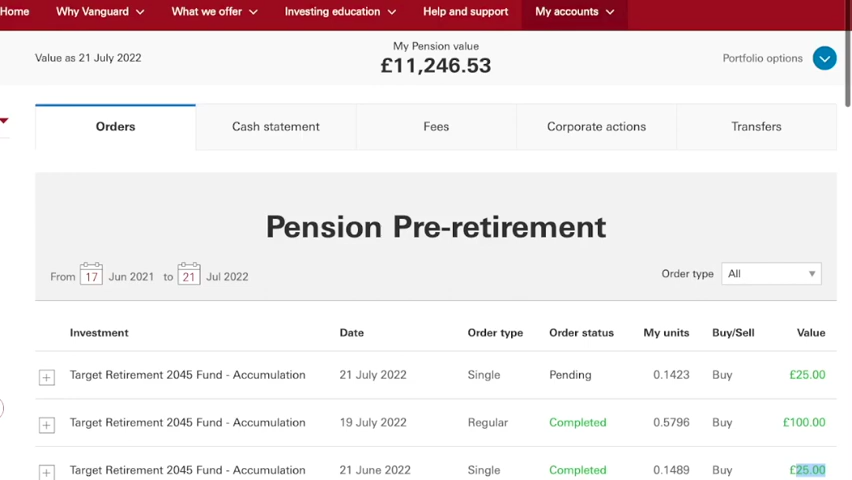 Home Why Vanguard What we offer Investing education Help and support My accounts
Value as 21 July 2022
My Pension value
£11,246.53
Portfolio options
Orders Cash statement Fees Corporate actions Transfers
Pension Pre-retirement
From 17 Jun 2021 to 21 Jul 2022
Order type All
Investment Date Order type Order status My units Buy/Sell Value
Target Retirement 2045 Fund - Accumulation 21 July 2022 Single Pending 0.1423 Buy £25.00
Target Retirement 2045 Fund - Accumulation 19 July 2022 Regular Completed 0.5796 Buy £100.00
Target Retirement 2045 Fund - Accumulation 21 June 2022 Single Completed 0.1489 Buy £25.00